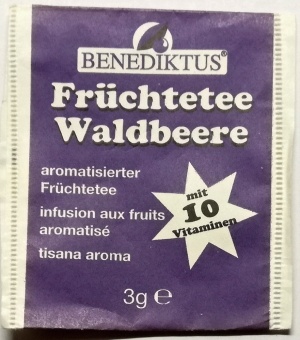 BENEDIKTUS®
Früchtetee
Waldbeere
aromatisierter
Früchtetee
infusion aux fruits
aromatisé
tisana aroma
mit
10
Vitaminen
3g ℮